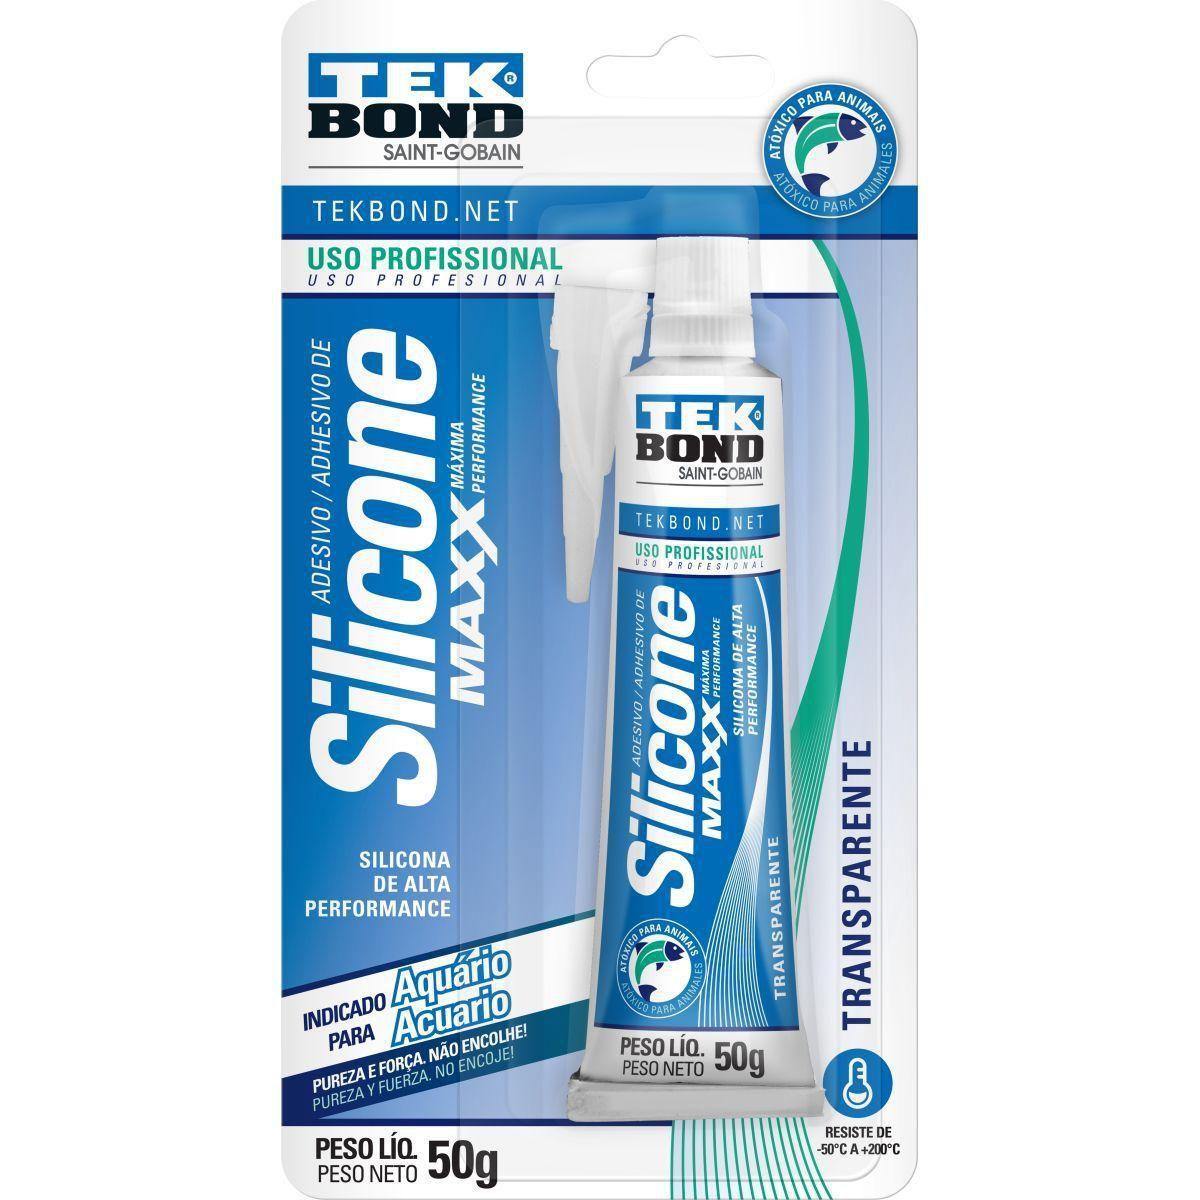 TEK®
BOND
SAINT-GOBAIN
TEKBOND.NET
USO PROFISSIONAL
USO PROFESIONAL
ATÓXICO PARA ANIMAIS
ATÓXICO PARA ANIMALES
ADESIVO / ADHESIVO DE
Silicone
MAXX
MÁXIMA
PERFORMANCE
SILICONA
DE ALTA
PERFORMANCE
INDICADO
PARA
Aquário
Acuario
PUREZA E FORÇA. NÃO ENCOLHE!
PUREZA Y FUERZA. NO ENCOJE!
PESO LÍQ.
PESO NETO
50g
TEK®
BOND
SAINT-GOBAIN
TEKBOND.NET
USO PROFISSIONAL
USO PROFESIONAL
ADESIVO / ADHESIVO DE
Silicone
MAXX
MÁXIMA
PERFORMANCE
SILICONA DE ALTA
PERFORMANCE
TRANSPARENTE
ATÓXICO PARA ANIMAIS
ATÓXICO PARA ANIMALES
PESO LÍQ.
PESO NETO
50g
TRANSPARENTE
RESISTE DE
-50°C A +200°C